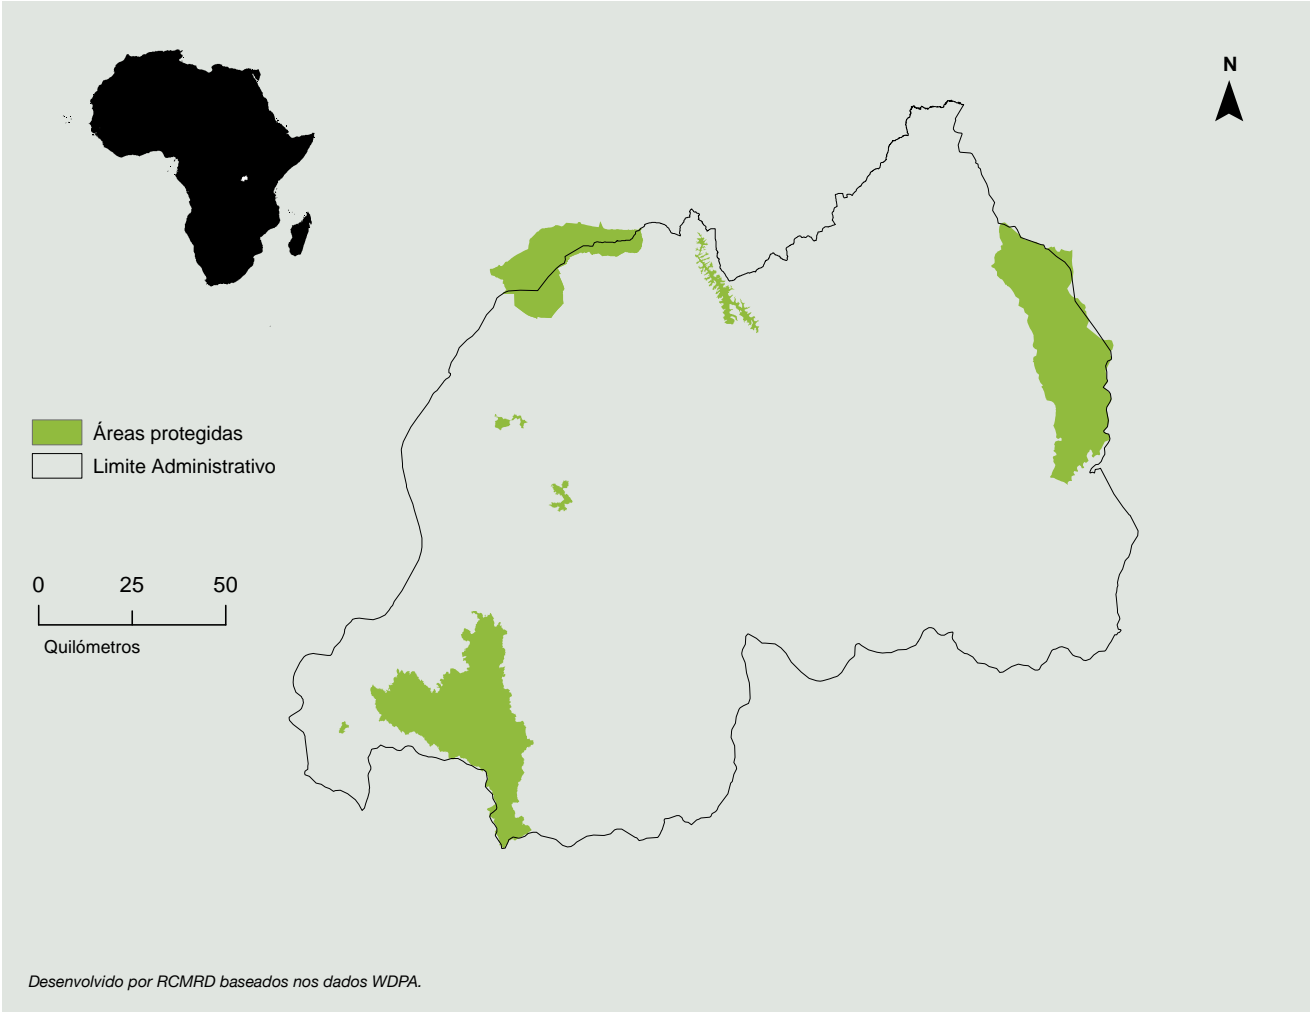 N
Áreas protegidas
Limite Administrativo
0 25 50
Quilómetros
Desenvolvido por RCMRD baseados nos dados WDPA.